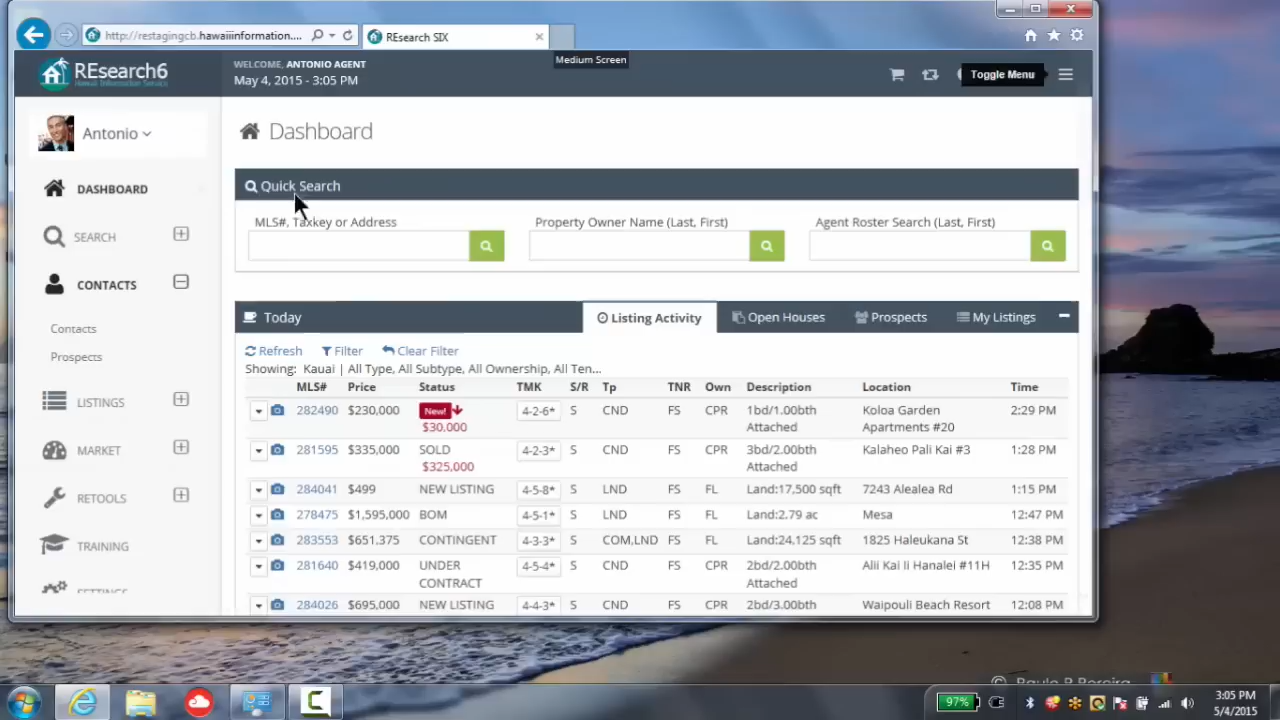 http://restagingcb.hawaiiinformation....
REsearch SIX
Medium Screen
REsearch6
Hawaii Information Service
WELCOME, ANTONIO AGENT
May 4, 2015 - 3:05 PM
Toggle Menu
Antonio
Dashboard
DASHBOARD
SEARCH
CONTACTS
Contacts
Prospects
LISTINGS
MARKET
RETOOLS
TRAINING
SETTINGS
Quick Search
MLS#, Taxkey or Address
Property Owner Name (Last, First)
Agent Roster Search (Last, First)
Today
Listing Activity
Open Houses
Prospects
My Listings
Refresh Filter Clear Filter
Showing: Kauai | All Type, All Subtype, All Ownership, All Ten...
MLS# Price Status TMK S/R Tp TNR Own Description Location Time
282490 $230,000 New! $30,000 4-2-6* S CND FS CPR 1bd/1.00bth Attached Koloa Garden Apartments #20 2:29 PM
281595 $335,000 SOLD $325,000 4-2-3* S CND FS CPR 3bd/2.00bth Attached Kalaheo Pali Kai #3 1:28 PM
284041 $499 NEW LISTING 4-5-8* S LND FS FL Land:17,500 sqft 7243 Alealea Rd 1:15 PM
278475 $1,595,000 BOM 4-5-1* S LND FS FL Land:2.79 ac Mesa 12:47 PM
283553 $651,375 CONTINGENT 4-3-3* S COM,LND FS FL Land:24,125 sqft 1825 Haleukana St 12:38 PM
281640 $419,000 UNDER CONTRACT 4-5-4* S CND FS CPR 2bd/2.00bth Attached Alii Kai Ii Hanalei #11H 12:35 PM
284026 $695,000 NEW LISTING 4-4-3* S CND FS CPR 2bd/3.00bth Waipouli Beach Resort 12:08 PM
97%
3:05 PM
5/4/2015